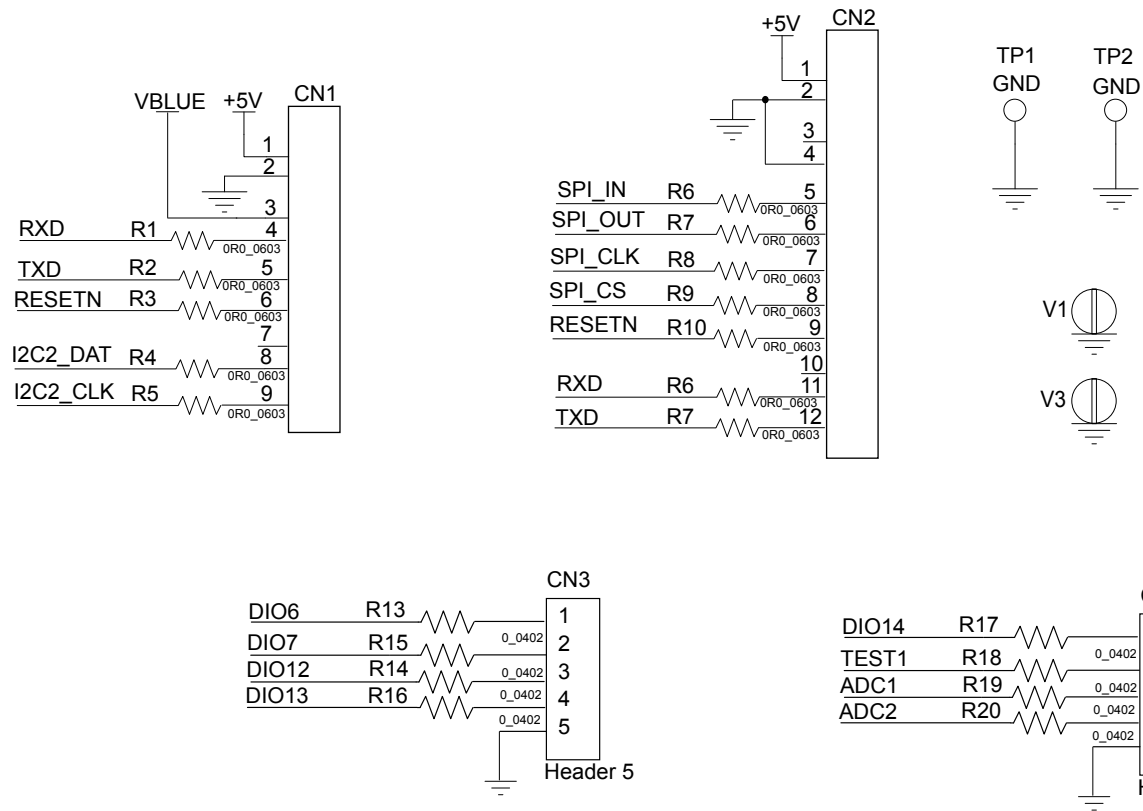 VBLUE +5V CN1
1
2
3
RXD R1 4
0R0_0603
TXD R2 5
0R0_0603
RESETN R3 6
0R0_0603
7
I2C2_DAT R4 8
0R0_0603
I2C2_CLK R5 9
0R0_0603
+5V CN2
1
2
3
4
SPI_IN R6 5
0R0_0603
SPI_OUT R7 6
0R0_0603
SPI_CLK R8 7
0R0_0603
SPI_CS R9 8
0R0_0603
RESETN R10 9
0R0_0603
10
RXD R6 11
0R0_0603
TXD R7 12
0R0_0603
TP1
GND
TP2
GND
V1
V3
CN3
DIO6 R13 1
0_0402
DIO7 R15 2
0_0402
DIO12 R14 3
0_0402
DIO13 R16 4
0_0402
5
Header 5
DIO14 R17
0_0402
TEST1 R18
0_0402
ADC1 R19
0_0402
ADC2 R20
0_0402